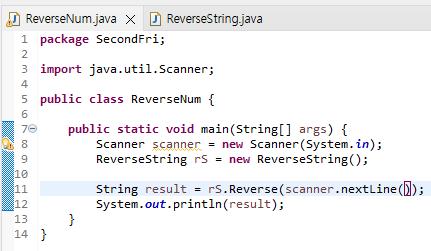 ReverseNum.java ReverseString.java
1 package SecondFri;
2
3 import java.util.Scanner;
4
5 public class ReverseNum {
6
7 public static void main(String[] args) {
8 Scanner scanner = new Scanner(System.in);
9 ReverseString rS = new ReverseString();
10
11 String result = rS.Reverse(scanner.nextLine());
12 System.out.println(result);
13 }
14 }